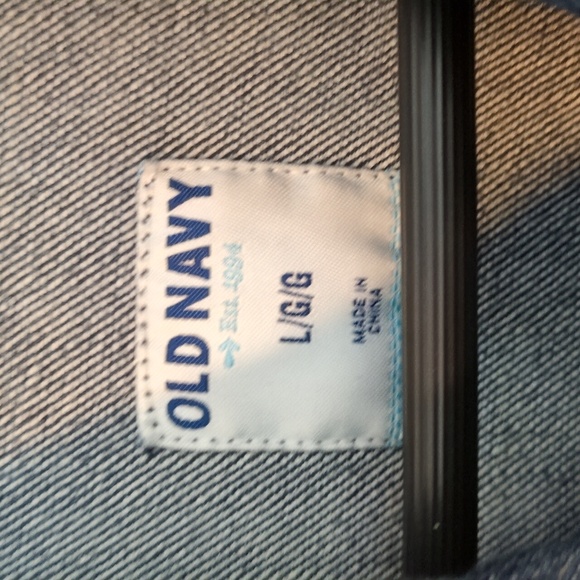 OLD NAVY
Est. 1994
L/G/G
MADE IN
CHINA